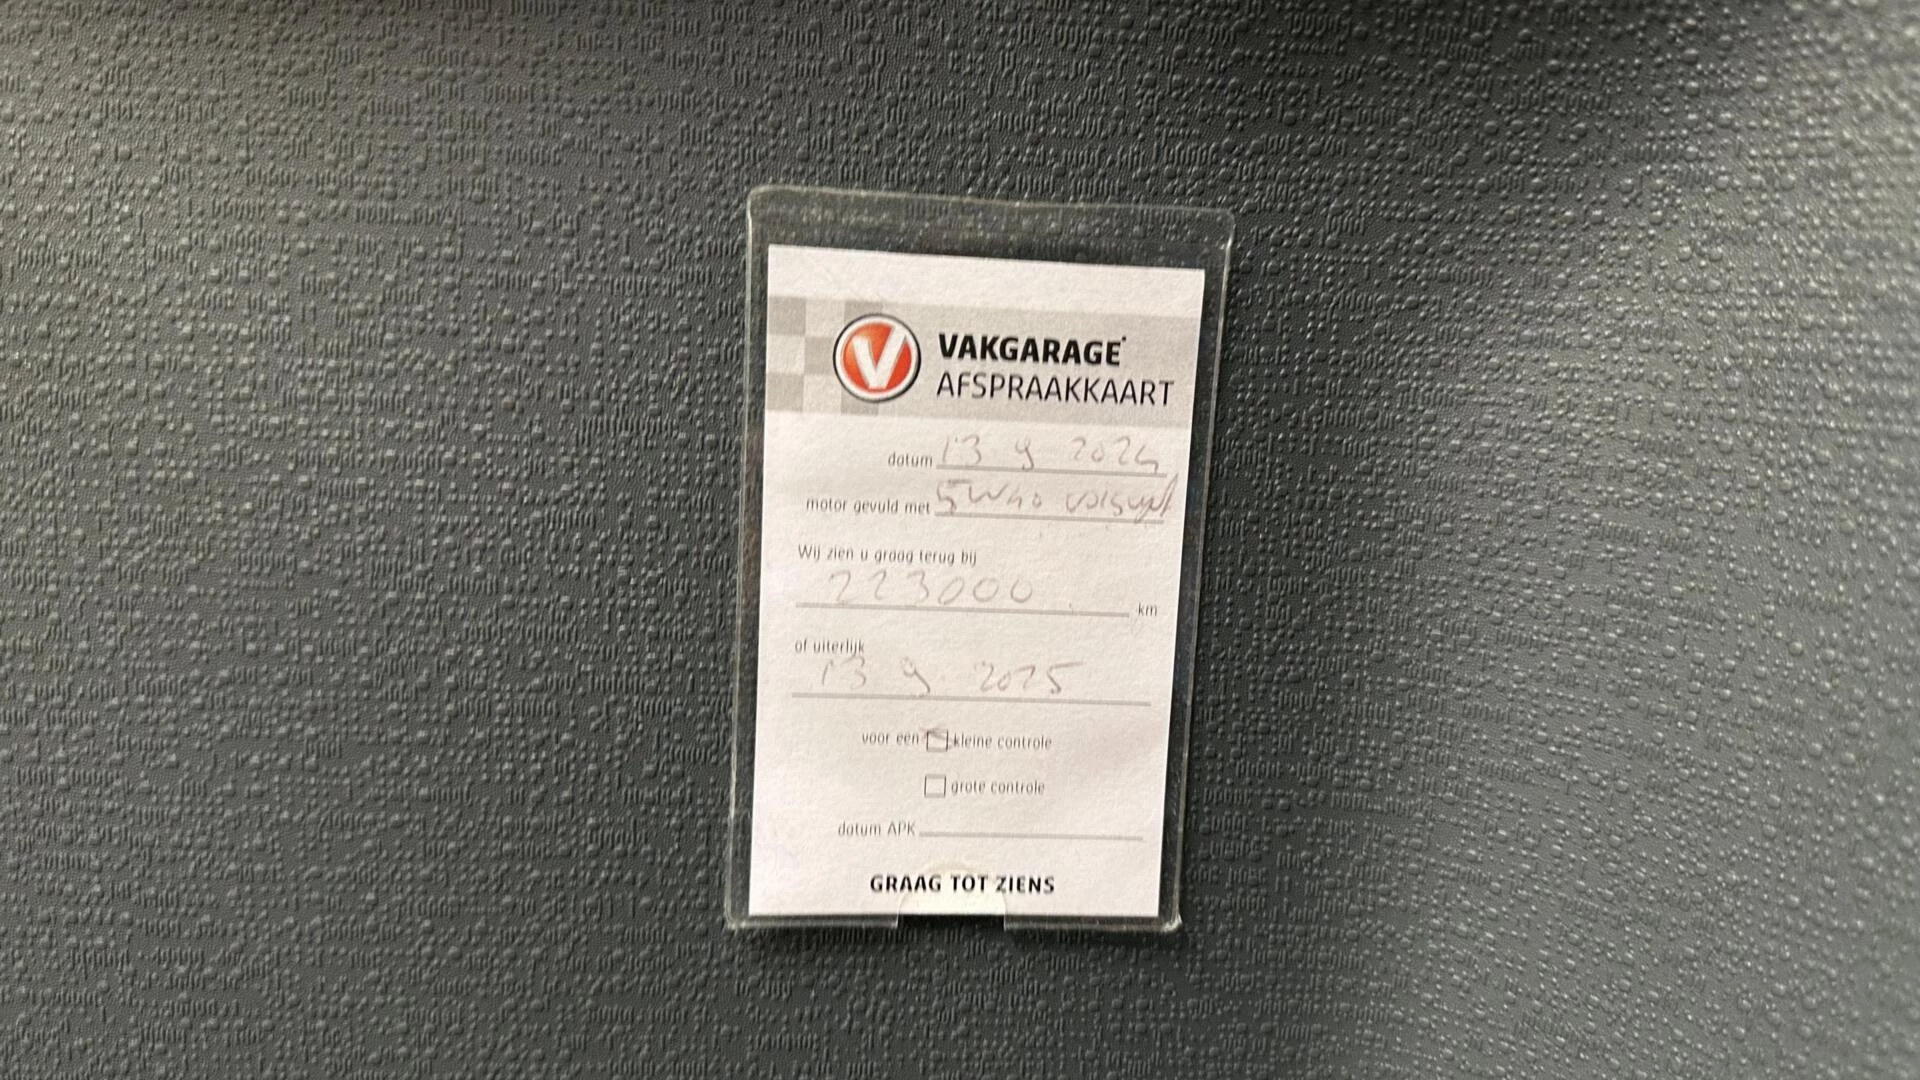 V VAKGARAGE
AFSPRAAKKAART
datum 13 9 2024
motor gevuld met 5W40
Wij zien u graag terug bij
223000 km
of uiterlijk
13 9 2025
voor een kleine controle
grote controle
datum APK
GRAAG TOT ZIENS